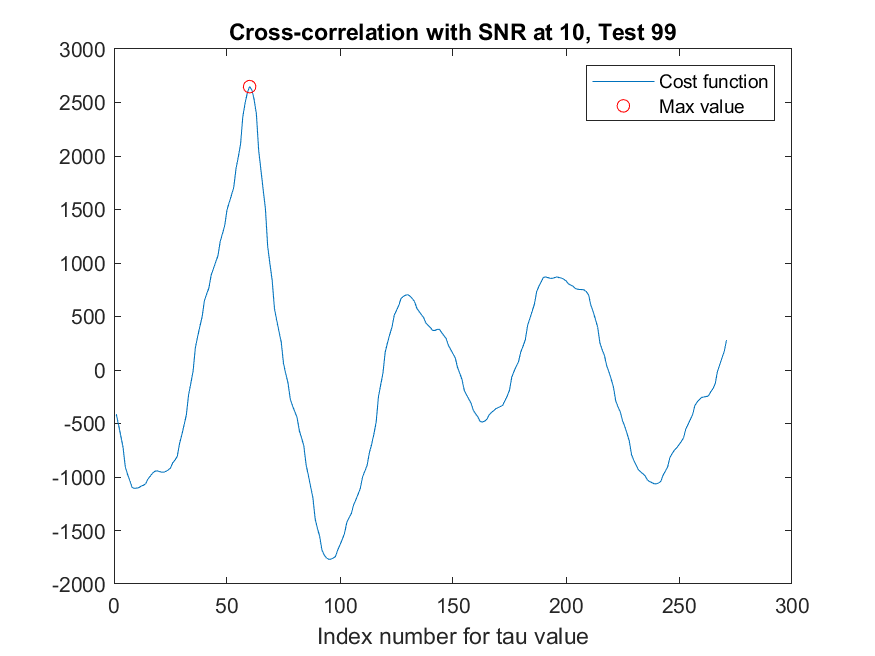 Cross-correlation with SNR at 10, Test 99
3000
2500
2000
1500
1000
500
0
-500
-1000
-1500
-2000
Cost function
Max value
0 50 100 150 200 250 300
Index number for tau value